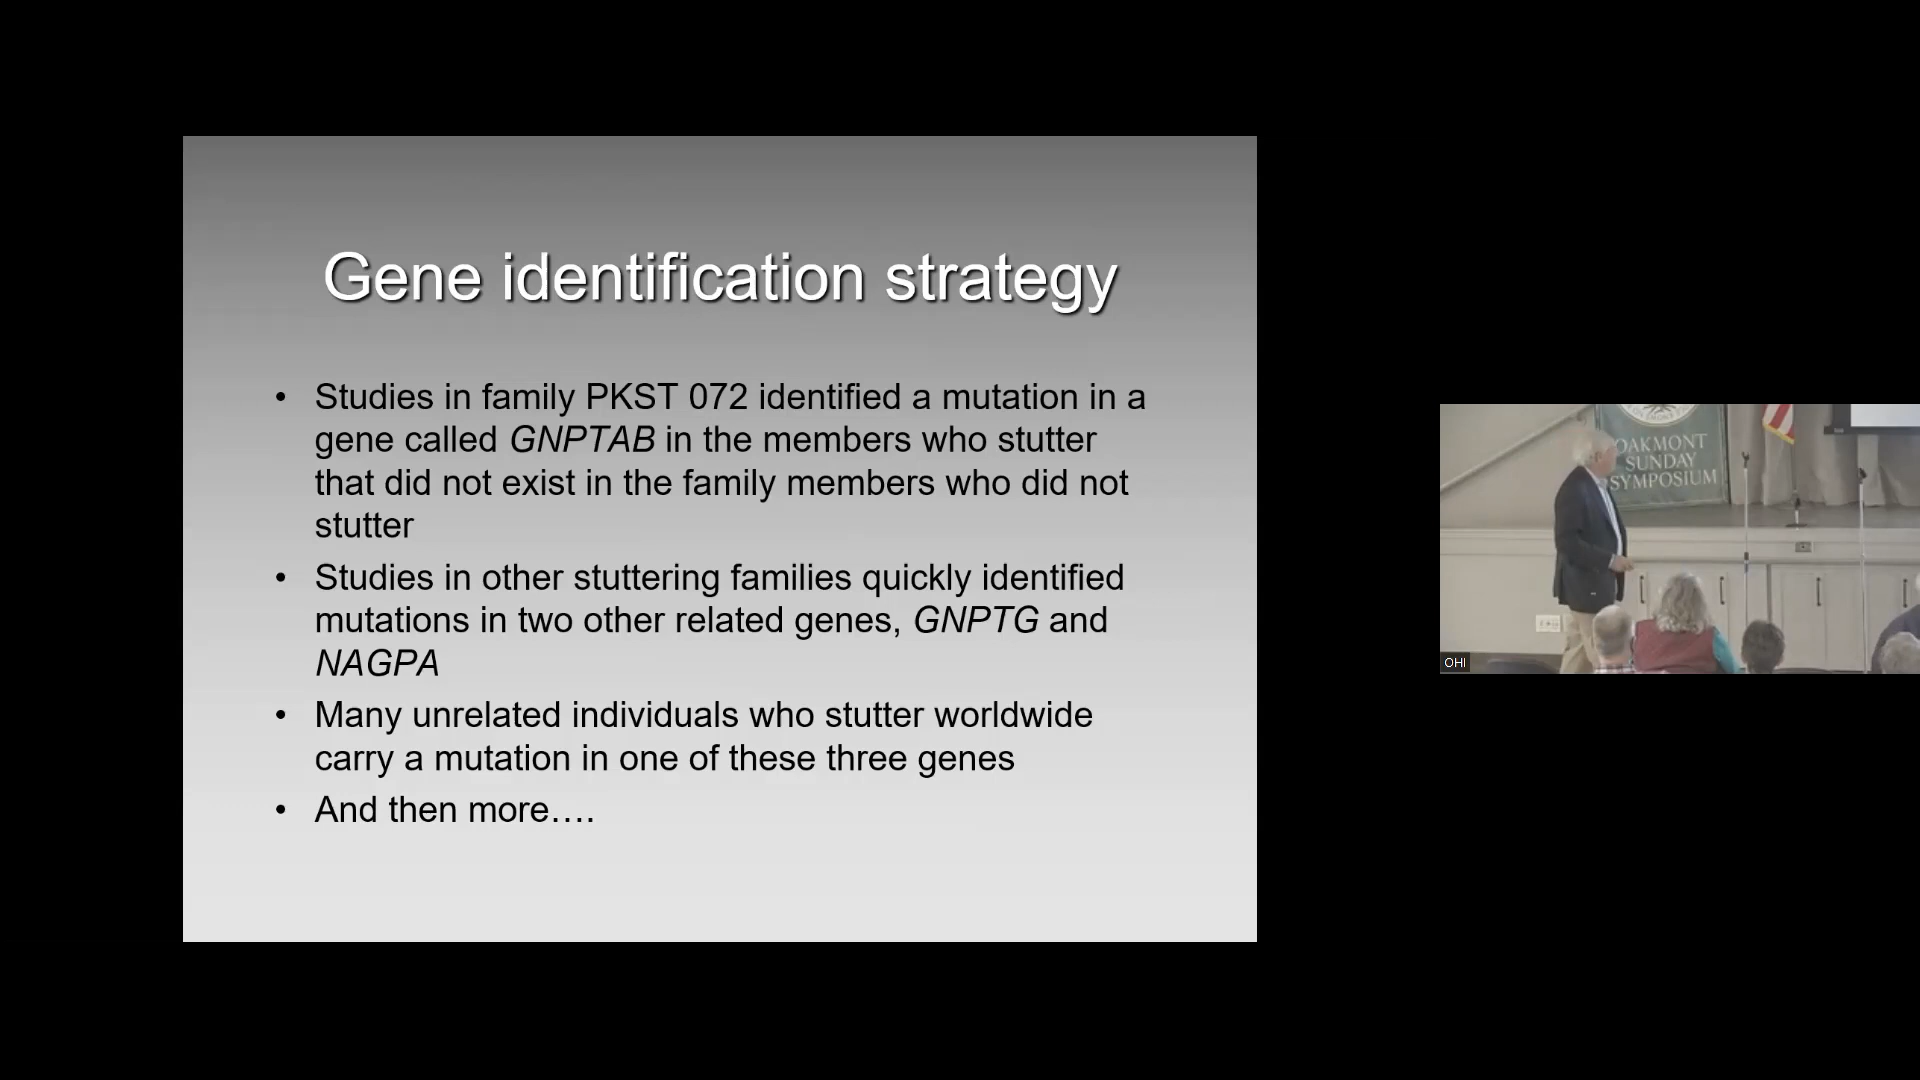 Gene identification strategy
• Studies in family PKST 072 identified a mutation in a
gene called GNPTAB in the members who stutter
that did not exist in the family members who did not
stutter
• Studies in other stuttering families quickly identified
mutations in two other related genes, GNPTG and
NAGPA
• Many unrelated individuals who stutter worldwide
carry a mutation in one of these three genes
• And then more….
OAKMONT
SUNDAY
SYMPOSIUM
OHI